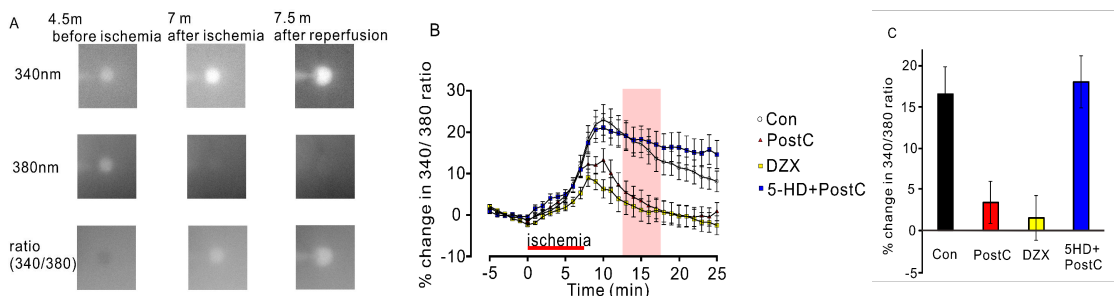 A
4.5m
before ischemia
7 m
after ischemia
7.5 m
after reperfusion
340nm
380nm
ratio
(340/380)
B
% change in 340/ 380 ratio
40
30
20
10
0
-10
-5 0 5 10 15 20 25
Time (min)
ischemia
Con
PostC
DZX
5-HD+PostC
C
% change in 340/380 ratio
20
15
10
5
0
-5
Con PostC DZX 5HD+
PostC